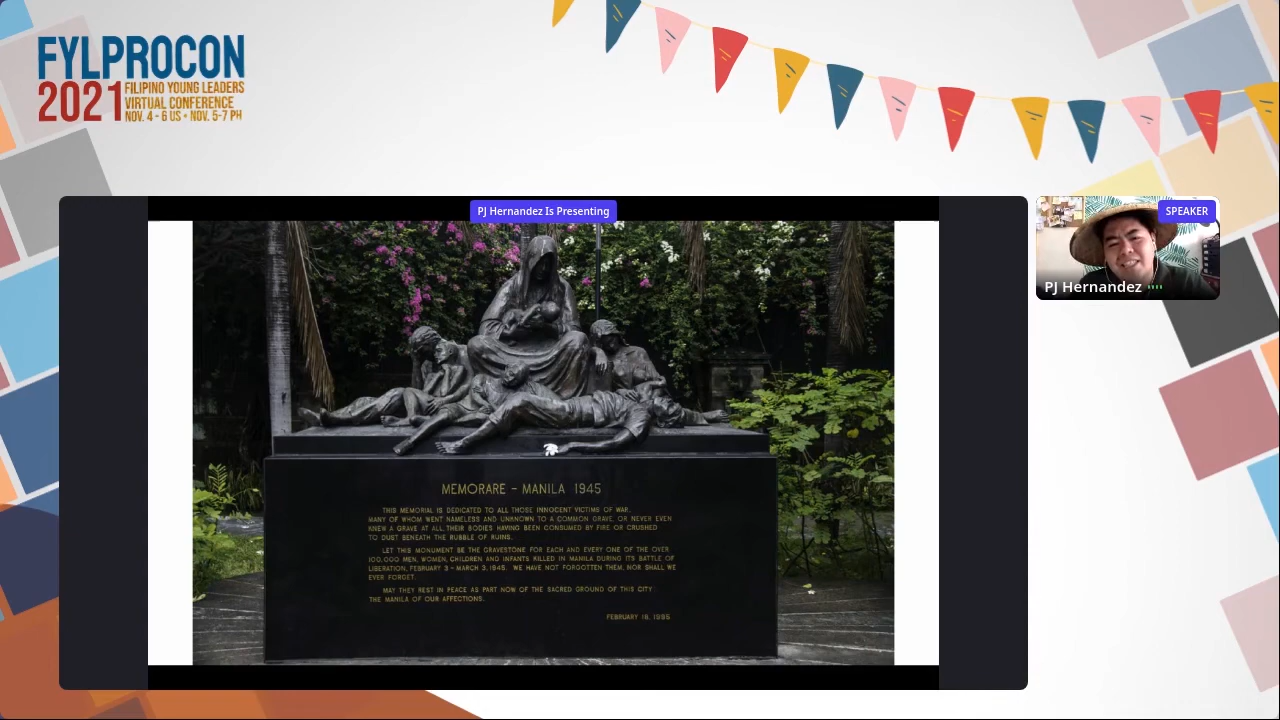 FYLPROCON
2021
FILIPINO YOUNG LEADERS
VIRTUAL CONFERENCE
NOV. 4 - 6 US • NOV. 5-7 PH
PJ Hernandez Is Presenting
SPEAKER
PJ Hernandez
MEMORARE - MANILA 1945
THIS MEMORIAL IS DEDICATED TO ALL THOSE INNOCENT VICTIMS OF WAR,
MANY OF WHOM WENT NAMELESS AND UNKNOWN TO A COMMON GRAVE, OR NEVER EVEN
KNEW A GRAVE AT ALL, THEIR BODIES HAVING BEEN CONSUMED BY FIRE OR CRUSHED
TO DUST BENEATH THE RUBBLE OF RUINS.
LET THIS MONUMENT BE THE GRAVESTONE FOR EACH AND EVERY ONE OF THE OVER
100,000 MEN, WOMEN, CHILDREN AND INFANTS KILLED IN MANILA DURING ITS BATTLE OF
LIBERATION, FEBRUARY 3 - MARCH 3, 1945. WE HAVE NOT FORGOTTEN THEM, NOR SHALL WE
EVER FORGET.
MAY THEY REST IN PEACE AS PART NOW OF THE SACRED GROUND OF THIS CITY:
THE MANILA OF OUR AFFECTIONS.
FEBRUARY 18, 1995